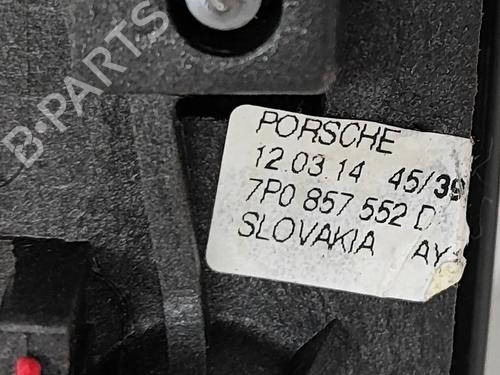 B-PARTS
PORSCHE
12.03.14 45/39
7P0 857 552 D
SLOVAKIA AY